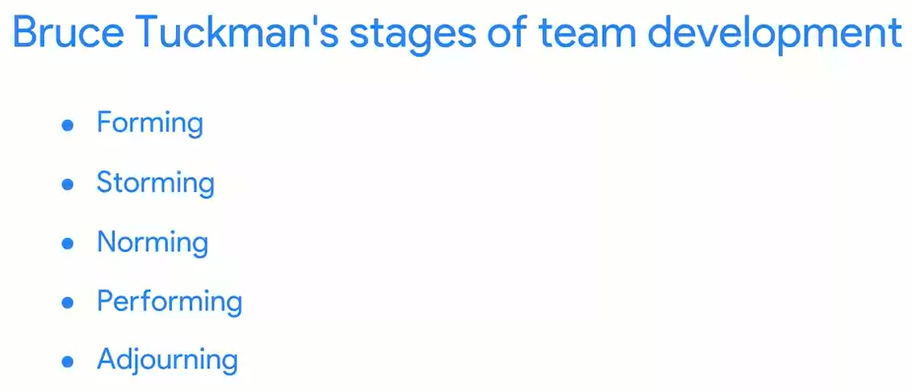 Bruce Tuckman's stages of team development
• Forming
• Storming
• Norming
• Performing
• Adjourning